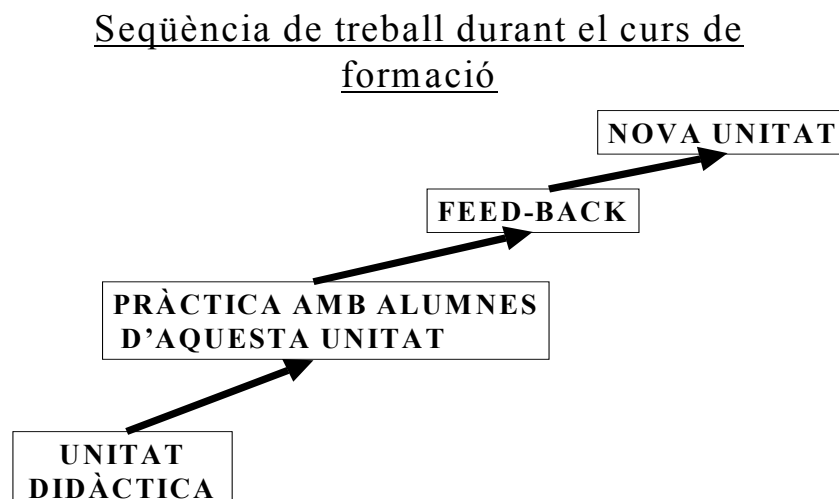 Seqüència de treball durant el curs de
formació
NOVA UNITAT
FEED-BACK
PRÀCTICA AMB ALUMNES
D’AQUESTA UNITAT
UNITAT
DIDÀCTICA